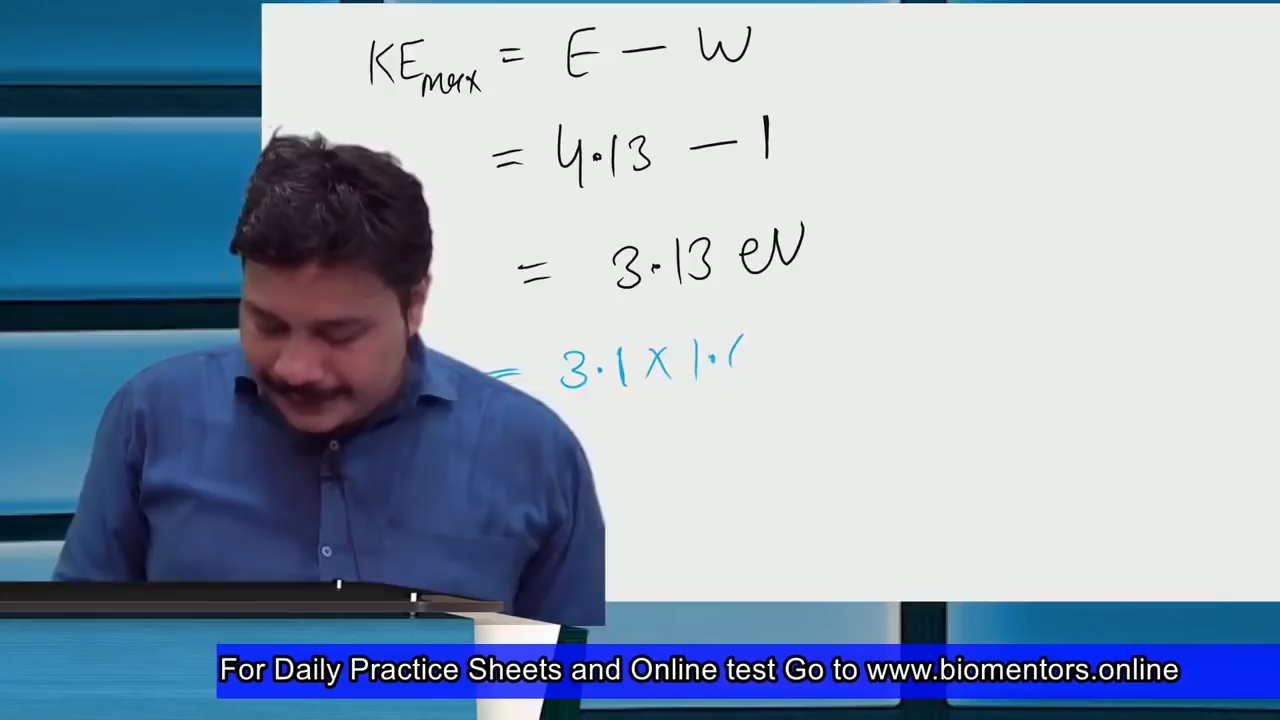 KEmax = E – W
= 4.13 – 1
= 3.13 eV
= 3.1 × 1.
For Daily Practice Sheets and Online test Go to www.biomentors.online